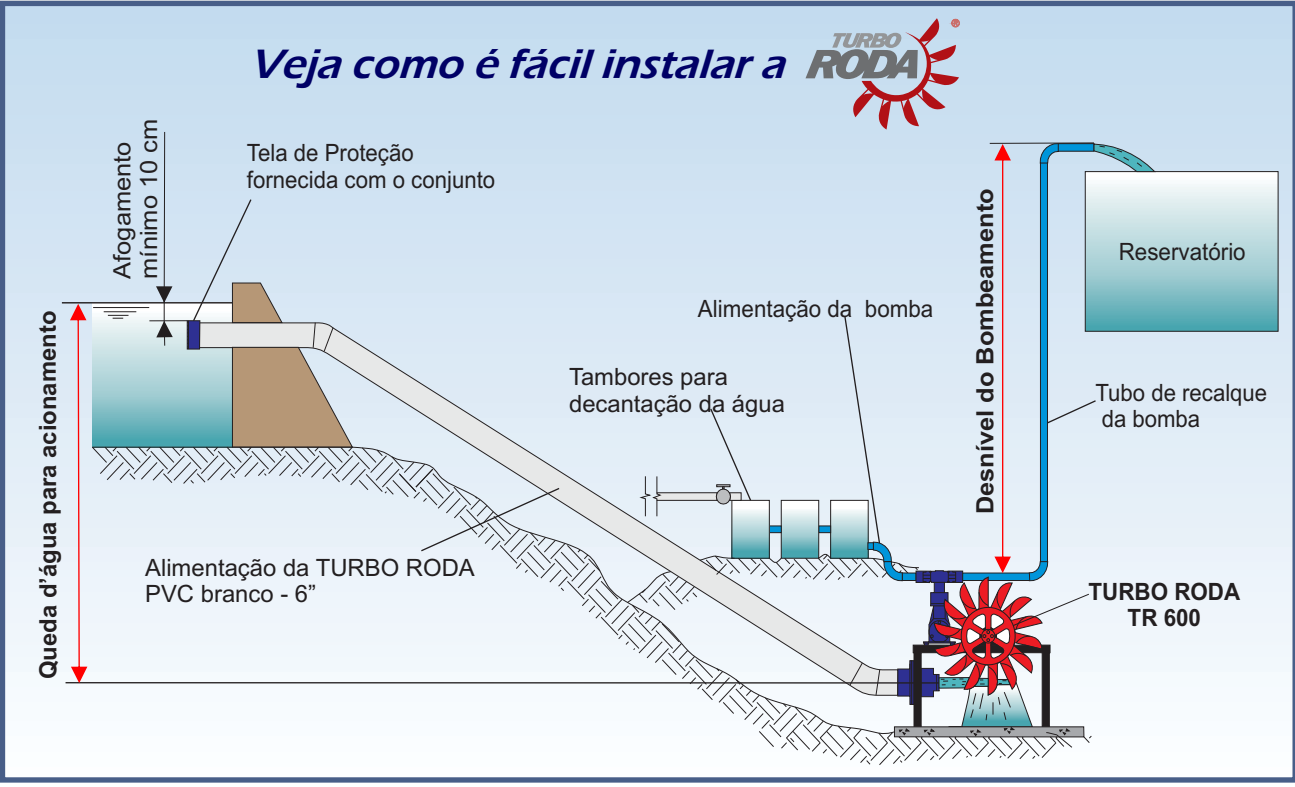 Veja como é fácil instalar a
TURBO
RODA
®
Afogamento
mínimo 10 cm
Tela de Proteção
fornecida com o conjunto
Desnível do Bombeamento
Reservatório
Queda d’água para acionamento
Alimentação da bomba
Tambores para
decantação da água
Tubo de recalque
da bomba
Alimentação da TURBO RODA
PVC branco - 6”
TURBO RODA
TR 600